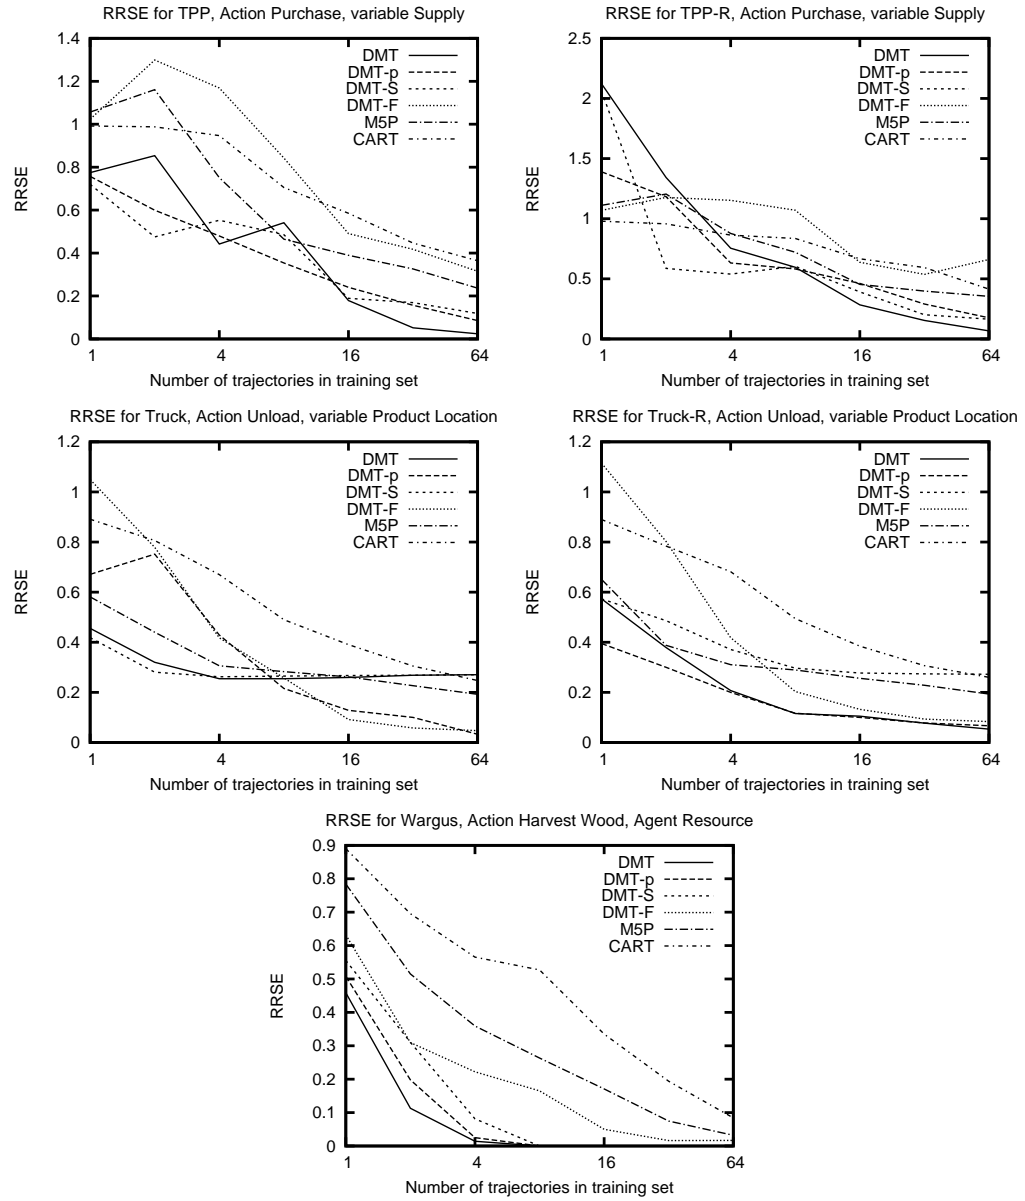 RRSE for TPP, Action Purchase, variable Supply
1.4
1.2
1
0.8
0.6
0.4
0.2
0
RRSE
DMT
DMT-p
DMT-S
DMT-F
M5P
CART
1 4 16 64
Number of trajectories in training set
RRSE for TPP-R, Action Purchase, variable Supply
2.5
2
1.5
1
0.5
0
RRSE
DMT
DMT-p
DMT-S
DMT-F
M5P
CART
1 4 16 64
Number of trajectories in training set
RRSE for Truck, Action Unload, variable Product Location
1.2
1
0.8
0.6
0.4
0.2
0
RRSE
DMT
DMT-p
DMT-S
DMT-F
M5P
CART
1 4 16 64
Number of trajectories in training set
RRSE for Truck-R, Action Unload, variable Product Location
1.2
1
0.8
0.6
0.4
0.2
0
RRSE
DMT
DMT-p
DMT-S
DMT-F
M5P
CART
1 4 16 64
Number of trajectories in training set
RRSE for Wargus, Action Harvest Wood, Agent Resource
0.9
0.8
0.7
0.6
0.5
0.4
0.3
0.2
0.1
0
RRSE
DMT
DMT-p
DMT-S
DMT-F
M5P
CART
1 4 16 64
Number of trajectories in training set